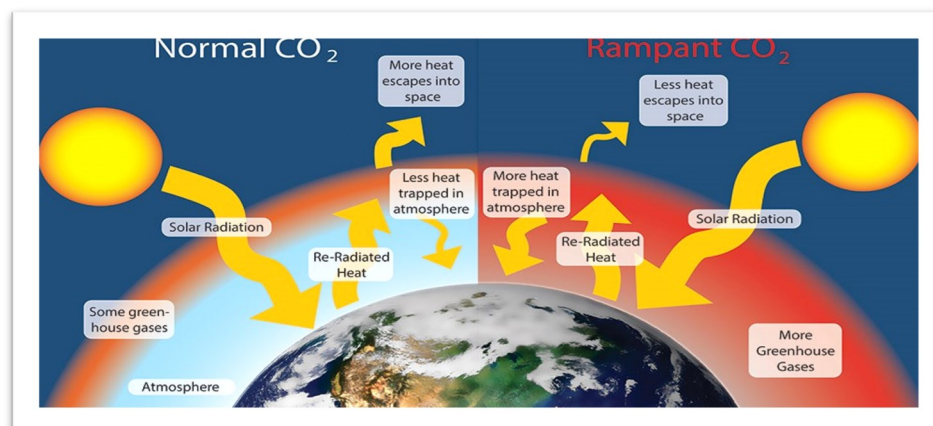 Normal CO₂
More heat
escapes into
space
Less heat
trapped in
atmosphere
Solar Radiation
Re-Radiated
Heat
Some green-
house gases
Atmosphere
Rampant CO₂
Less heat
escapes into
space
More heat
trapped in
atmosphere
Solar Radiation
Re-Radiated
Heat
More
Greenhouse
Gases